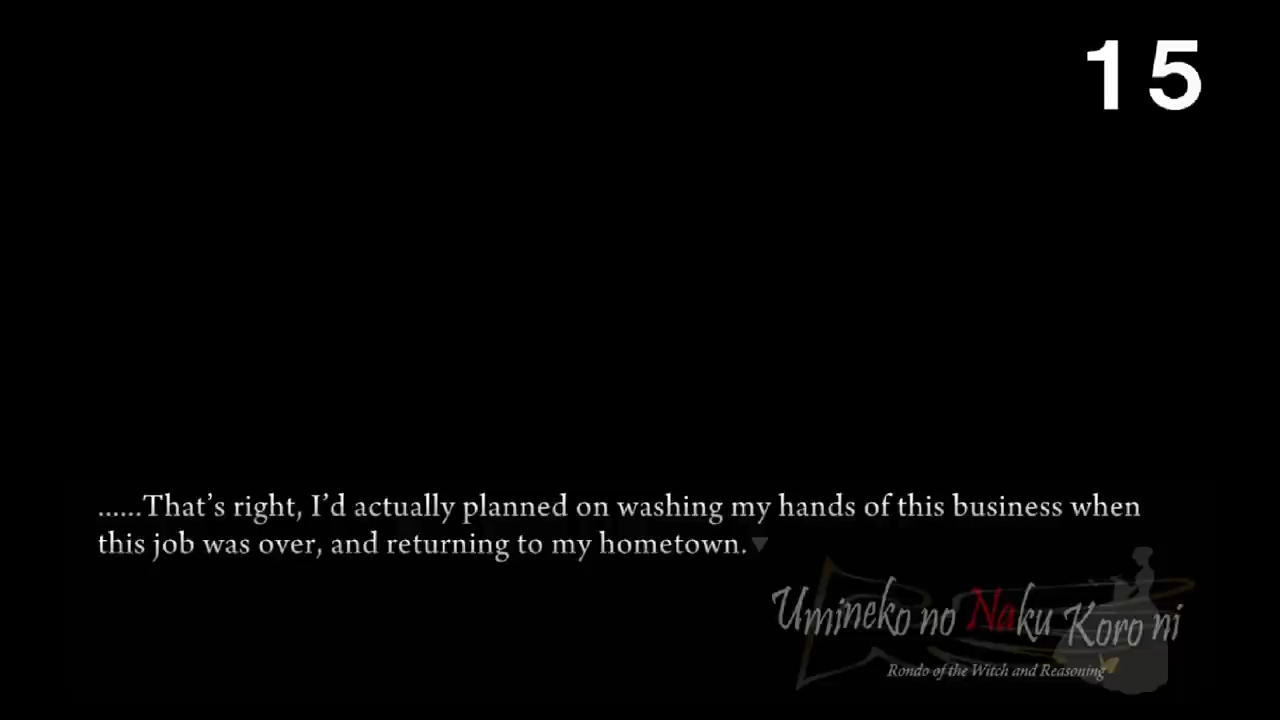 15
......That's right, I'd actually planned on washing my hands of this business when
this job was over, and returning to my hometown.
Umineko no Naku Koro ni
Rondo of the Witch and Reasoning